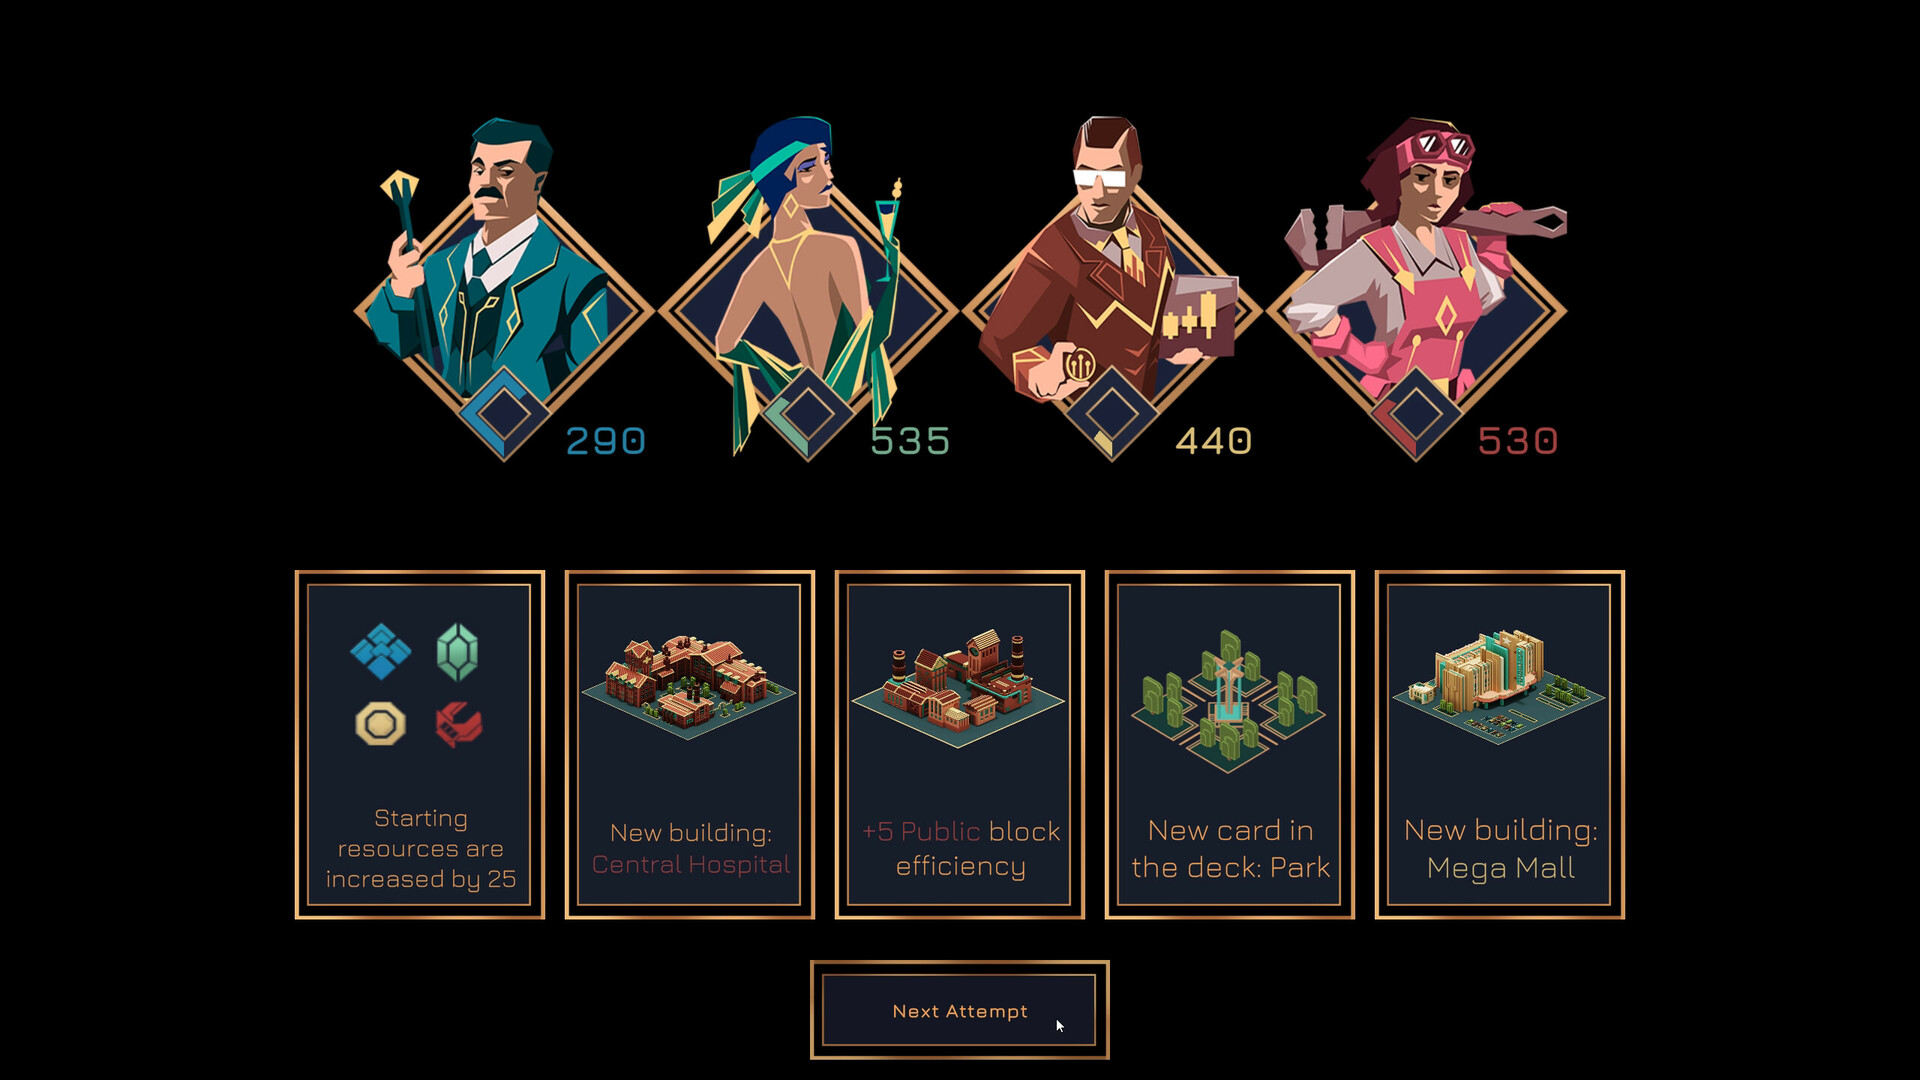 290
535
440
530
Starting
resources are
increased by 25
New building:
Central Hospital
+5 Public block
efficiency
New card in
the deck: Park
New building:
Mega Mall
Next Attempt